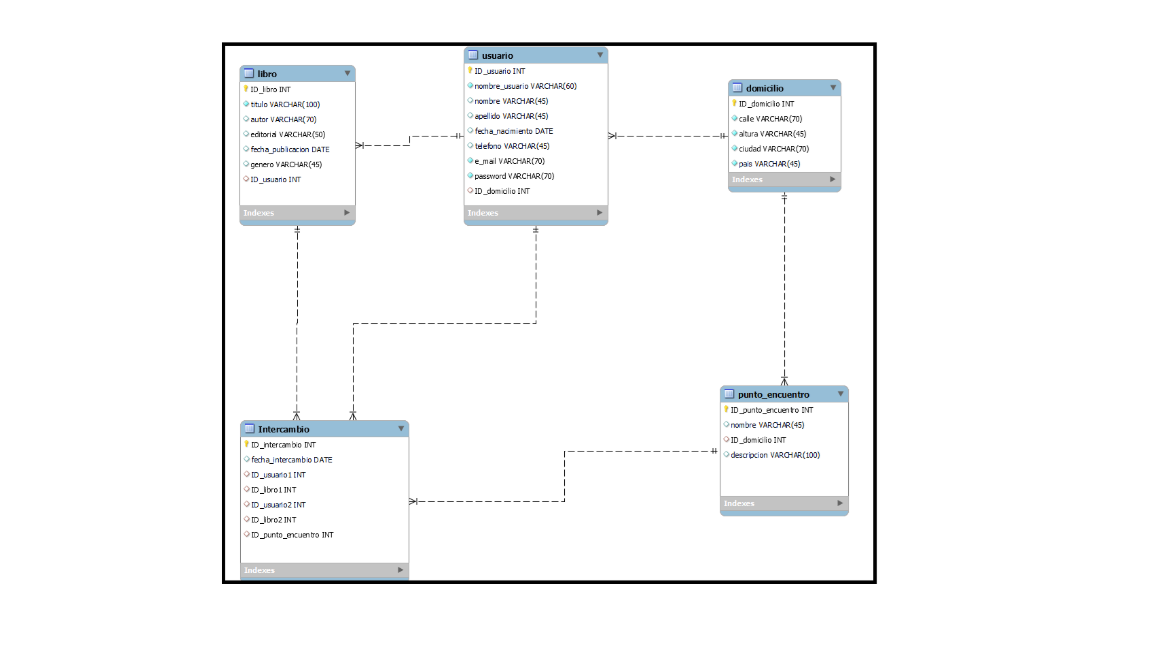 libro
ID_libro INT
titulo VARCHAR(100)
autor VARCHAR(70)
editorial VARCHAR(50)
fecha_publicacion DATE
genero VARCHAR(45)
ID_usuario INT
Indexes
usuario
ID_usuario INT
nombre_usuario VARCHAR(60)
nombre VARCHAR(45)
apellido VARCHAR(45)
fecha_nacimiento DATE
telefono VARCHAR(45)
e_mail VARCHAR(70)
password VARCHAR(70)
ID_domicilio INT
Indexes
domicilio
ID_domicilio INT
calle VARCHAR(70)
altura VARCHAR(45)
ciudad VARCHAR(70)
pais VARCHAR(45)
Indexes
Intercambio
ID_intercambio INT
fecha_intercambio DATE
ID_usuario1 INT
ID_libro1 INT
ID_usuario2 INT
ID_libro2 INT
ID_punto_encuentro INT
Indexes
punto_encuentro
ID_punto_encuentro INT
nombre VARCHAR(45)
ID_domicilio INT
descripcion VARCHAR(100)
Indexes